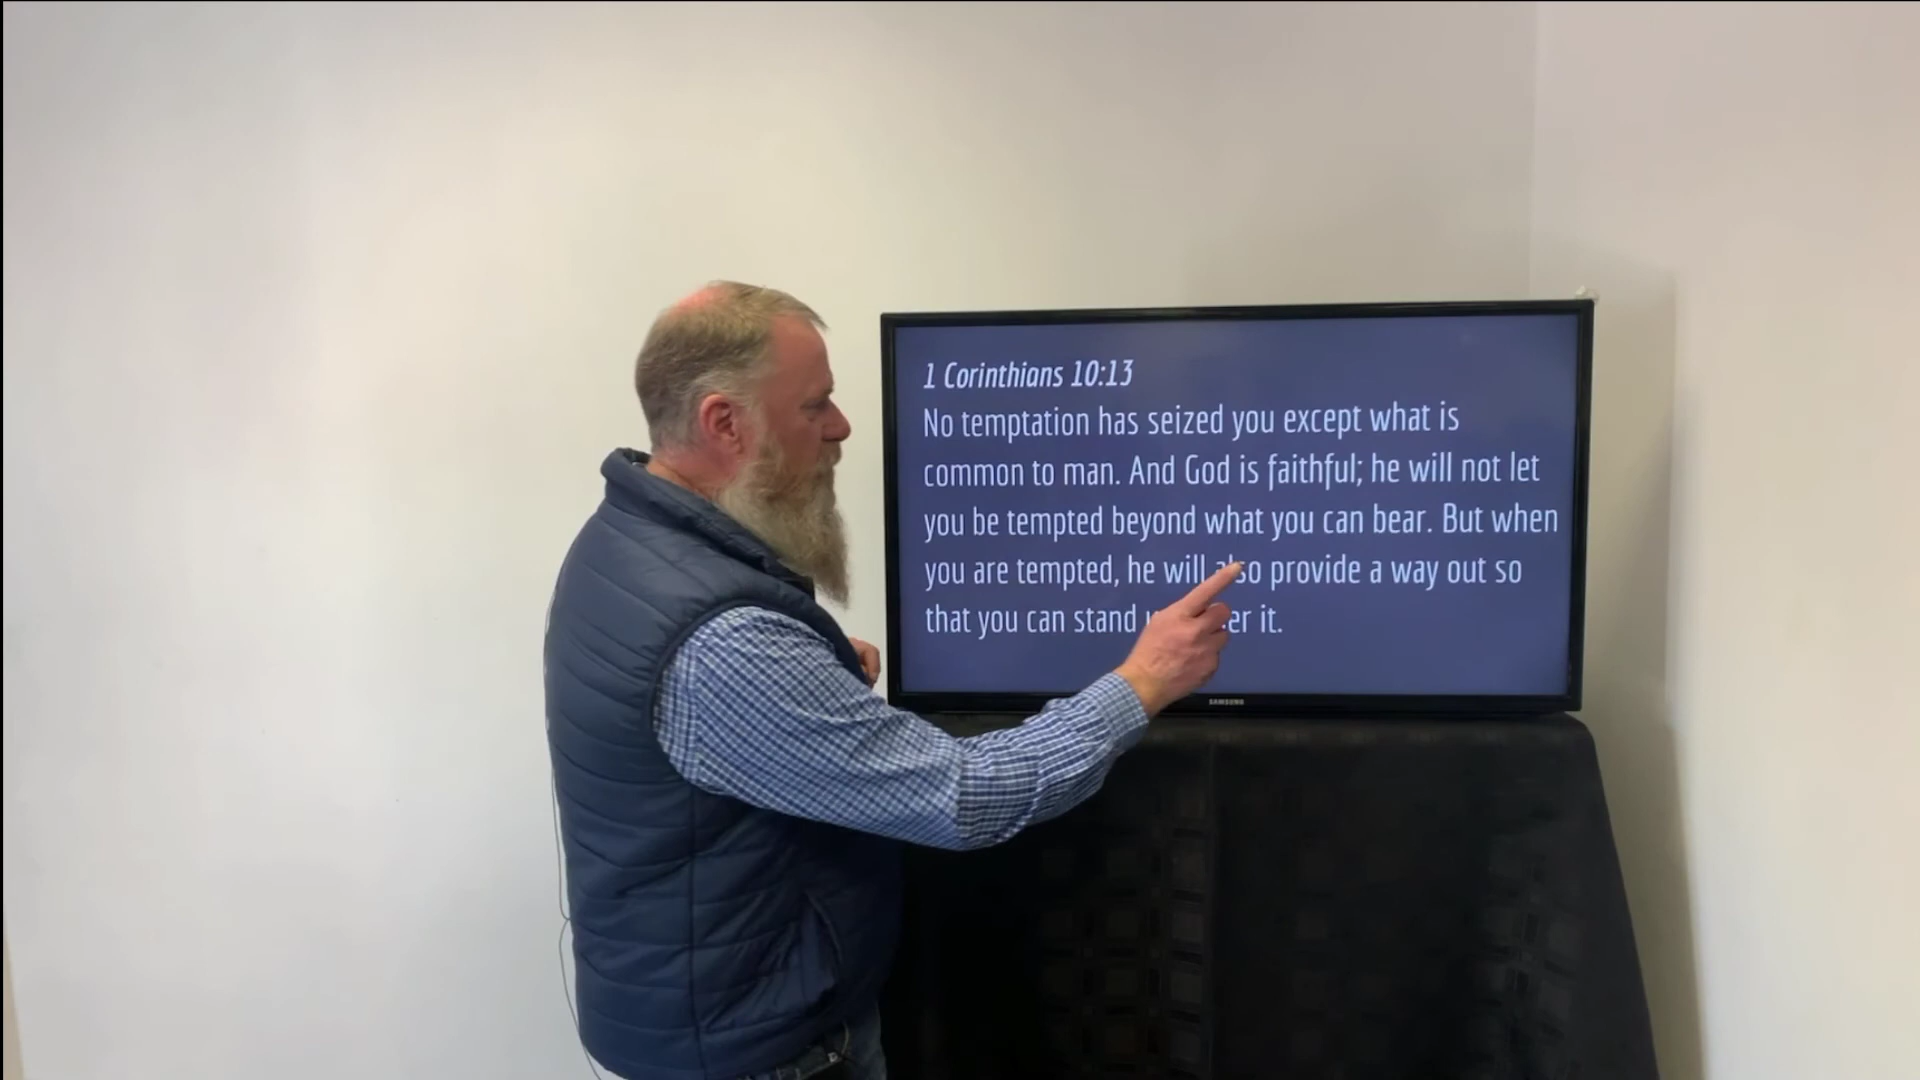 1 Corinthians 10:13
No temptation has seized you except what is
common to man. And God is faithful; he will not let
you be tempted beyond what you can bear. But when
you are tempted, he will also provide a way out so
that you can stand it.
SAMSUNG